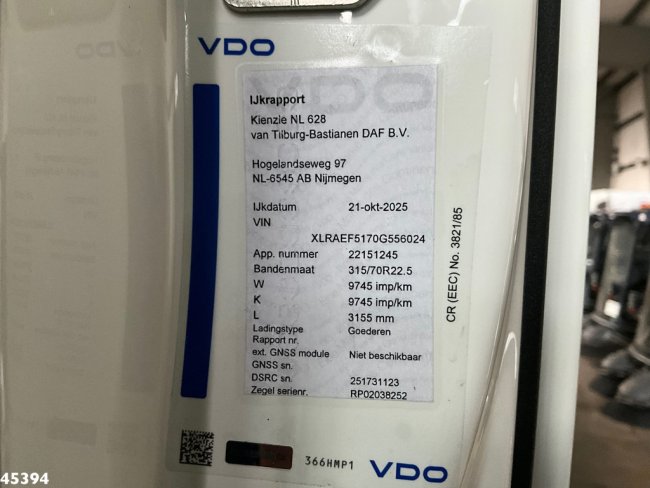 VDO
IJkrapport
Kienzle NL 628
van Tilburg-Bastianen DAF B.V.
Hogelandseweg 97
NL-6545 AB Nijmegen
IJkdatum 21-okt-2025
VIN
XLRAEF5170G556024
App. nummer 22151245
Bandenmaat 315/70R22.5
W 9745 imp/km
K 9745 imp/km
L 3155 mm
Ladingstype Goederen
Rapport nr.
ext. GNSS module Niet beschikbaar
GNSS sn.
DSRC sn. 251731123
Zegel serienr. RP02038252
CR (EEC) No. 3821/85
366HMP1
VDO
45394